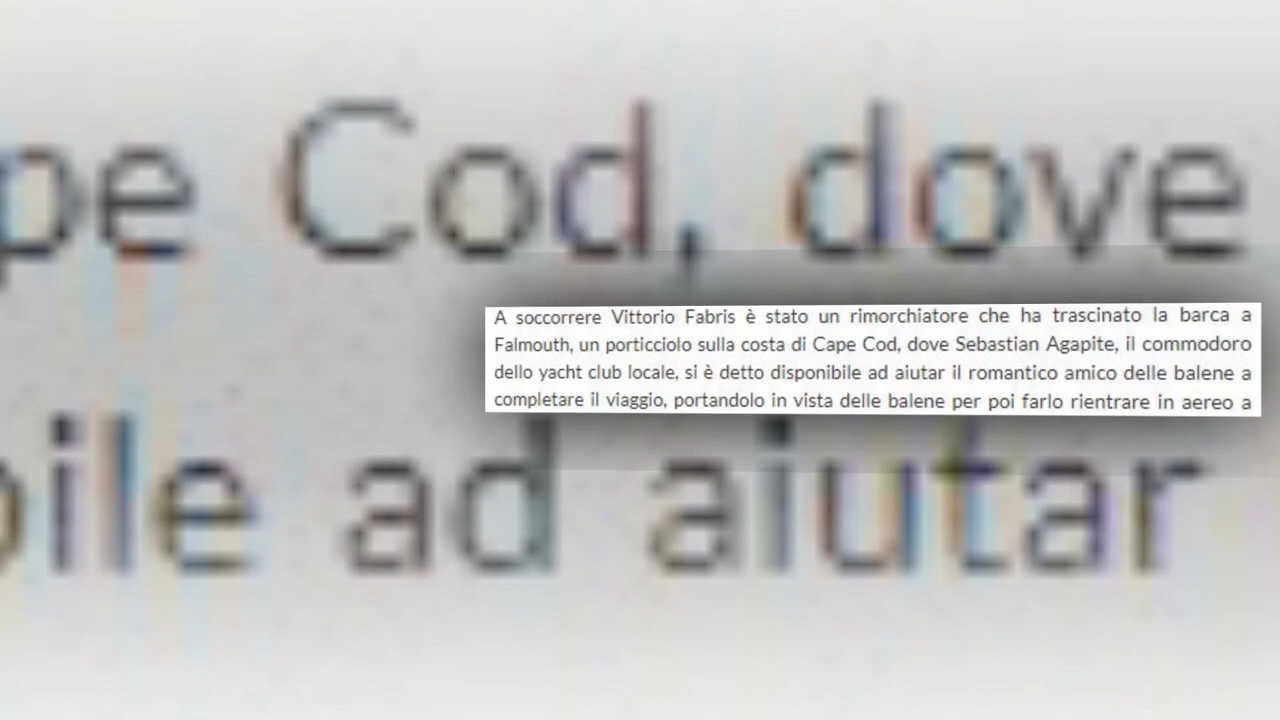 pe Cod, dove
A soccorrere Vittorio Fabris è stato un rimorchiatore che ha trascinato la barca a
Falmouth, un porticciolo sulla costa di Cape Cod, dove Sebastian Agapite, il commodoro
dello yacht club locale, si è detto disponibile ad aiutar il romantico amico delle balene a
completare il viaggio, portandolo in vista delle balene per poi farlo rientrare in aereo a
bile ad aiutar